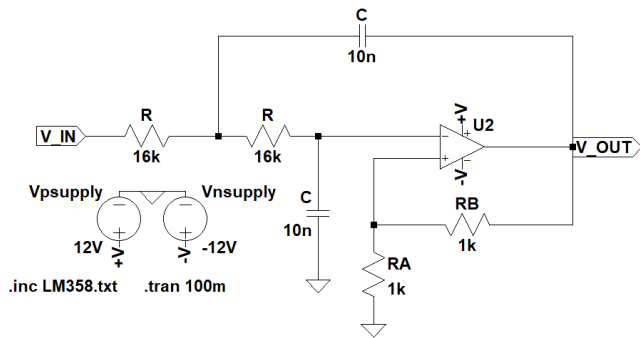 C
10n
V_IN
R
16k
R
16k
+V
U2
-V
V_OUT
C
10n
RB
1k
RA
1k
Vpsupply
Vnsupply
12V
+V
-V
-12V
.inc LM358.txt
.tran 100m